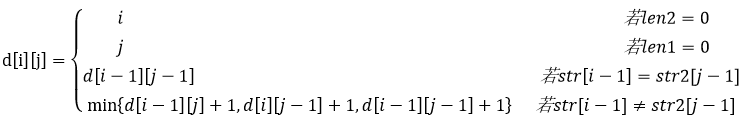 i 若len2 = 0
j 若len1 = 0
d[i][j] = { d[i − 1][j − 1] 若str[i − 1] = str2[j − 1]
min{d[i − 1][j] + 1, d[i][j − 1] + 1, d[i − 1][j − 1] + 1} 若str[i − 1] ≠ str2[j − 1]